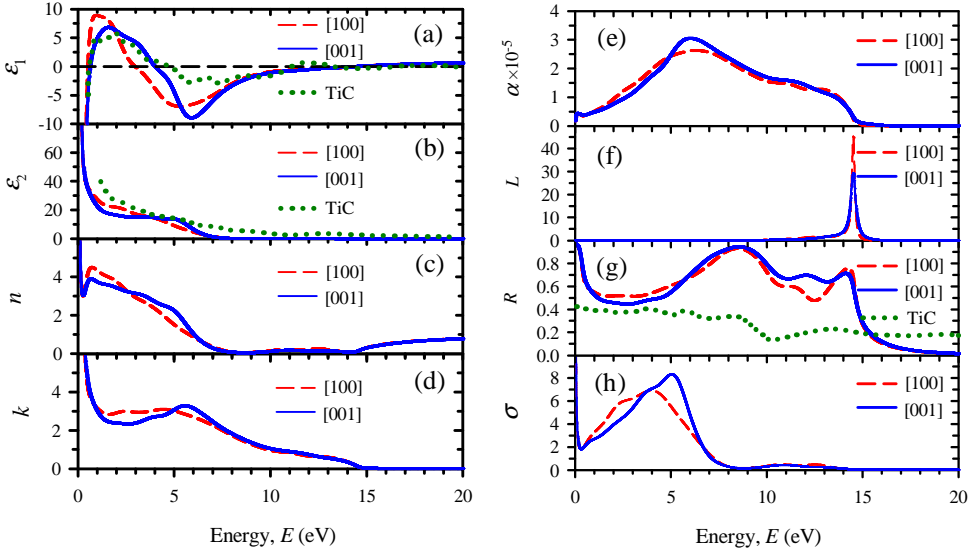 10
5
0
-5
-10
ε₁
(a)
[100]
[001]
TiC
60
40
20
0
ε₂
(b)
[100]
[001]
TiC
4
2
0
n
(c)
[100]
[001]
4
2
0
k
(d)
[100]
[001]
0 5 10 15 20
Energy, E (eV)
4
3
2
1
0
α×10⁻⁵
(e)
[100]
[001]
50
40
30
20
10
0
L
(f)
[100]
[001]
0.8
0.6
0.4
0.2
0.0
R
(g)
[100]
[001]
TiC
8
6
4
2
0
σ
(h)
[100]
[001]
0 5 10 15 20
Energy, E (eV)